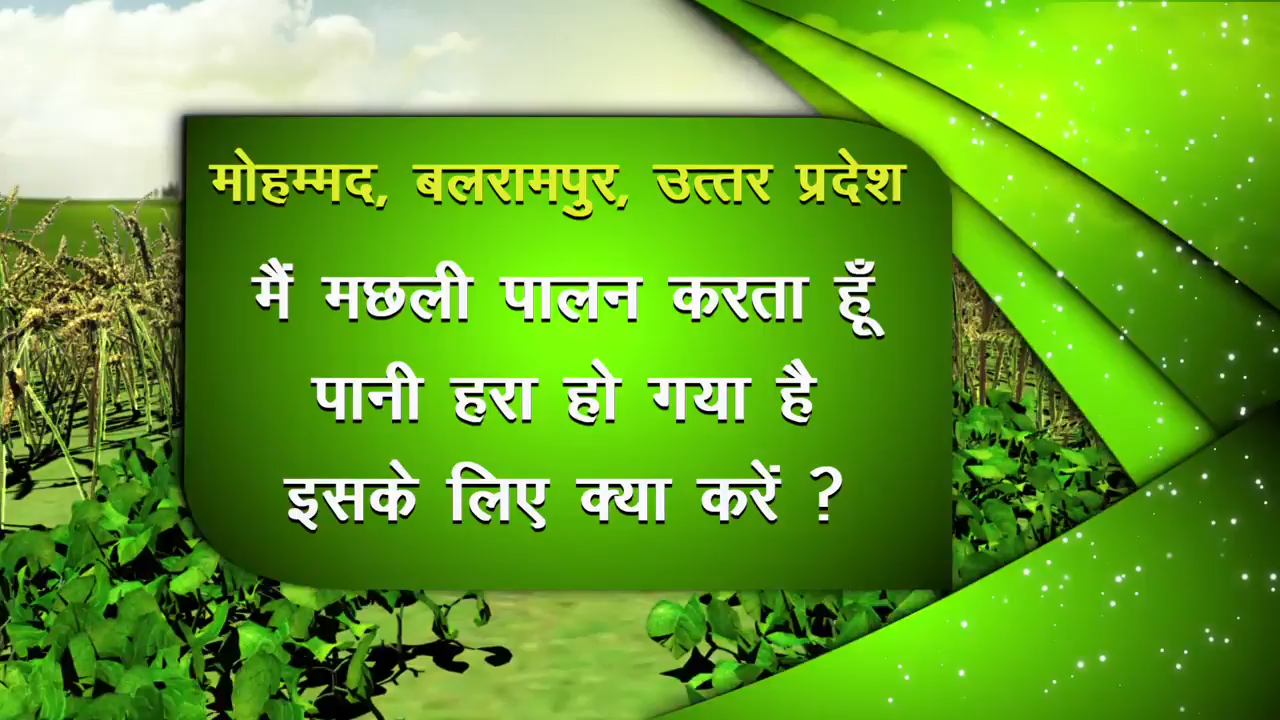 मोहम्मद, बलरामपुर, उत्तर प्रदेश
मैं मछली पालन करता हूँ
पानी हरा हो गया है
इसके लिए क्या करें ?